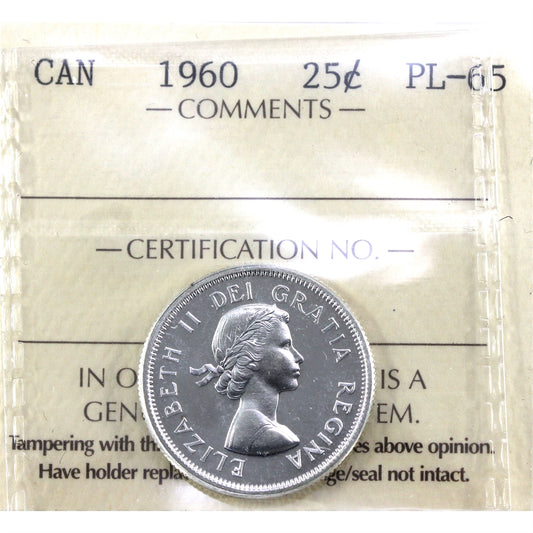 CAN 1960 25¢ PL-65
— COMMENTS —
— CERTIFICATION NO. —
ELIZABETH II DEI GRATIA REGINA
IN O IS A
GEN EM.
Tampering with th es above opinion.
Have holder repla ge/seal not intact.